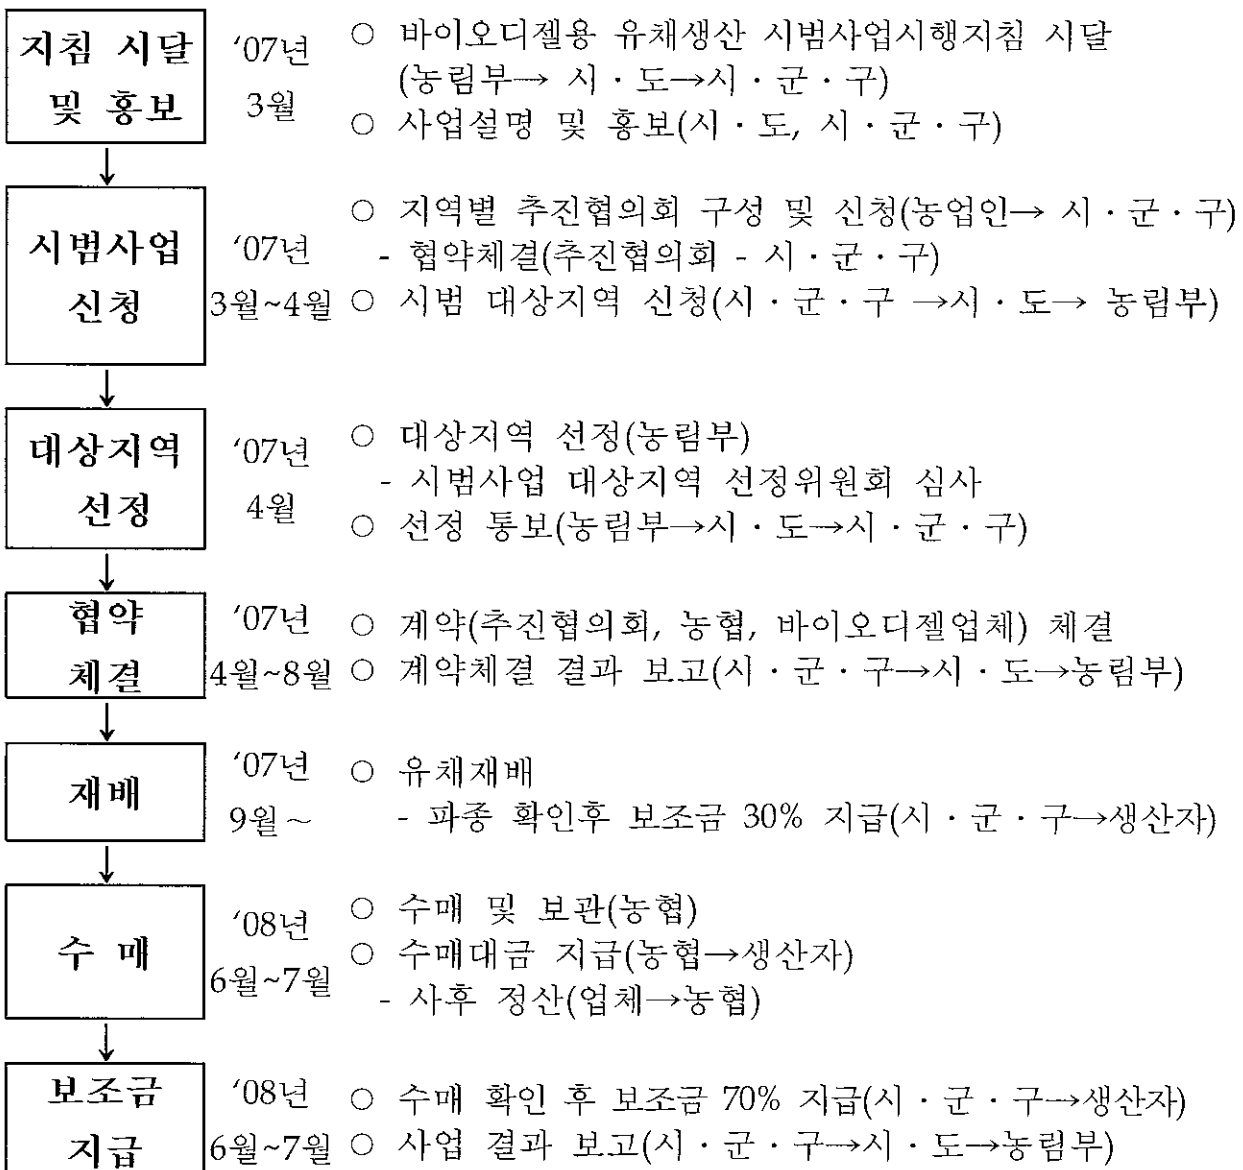 지침 시달
및 홍보
'07년
3월
○ 바이오디젤용 유채생산 시범사업시행지침 시달
(농림부→ 시·도→시·군·구)
○ 사업설명 및 홍보(시·도, 시·군·구)
↓
시범사업
신청
'07년
3월~4월
○ 지역별 추진협의회 구성 및 신청(농업인→ 시·군·구)
- 협약체결(추진협의회 - 시·군·구)
○ 시범 대상지역 신청(시·군·구 →시·도→ 농림부)
↓
대상지역
선정
'07년
4월
○ 대상지역 선정(농림부)
- 시범사업 대상지역 선정위원회 심사
○ 선정 통보(농림부→시·도→시·군·구)
↓
협약
체결
'07년
4월~8월
○ 계약(추진협의회, 농협, 바이오디젤업체) 체결
○ 계약체결 결과 보고(시·군·구→시·도→농림부)
↓
재배
'07년
9월~
○ 유채재배
- 파종 확인후 보조금 30% 지급(시·군·구→생산자)
↓
수 매
'08년
6월~7월
○ 수매 및 보관(농협)
○ 수매대금 지급(농협→생산자)
- 사후 정산(업체→농협)
↓
보조금
지급
'08년
6월~7월
○ 수매 확인 후 보조금 70% 지급(시·군·구→생산자)
○ 사업 결과 보고(시·군·구→시·도→농림부)